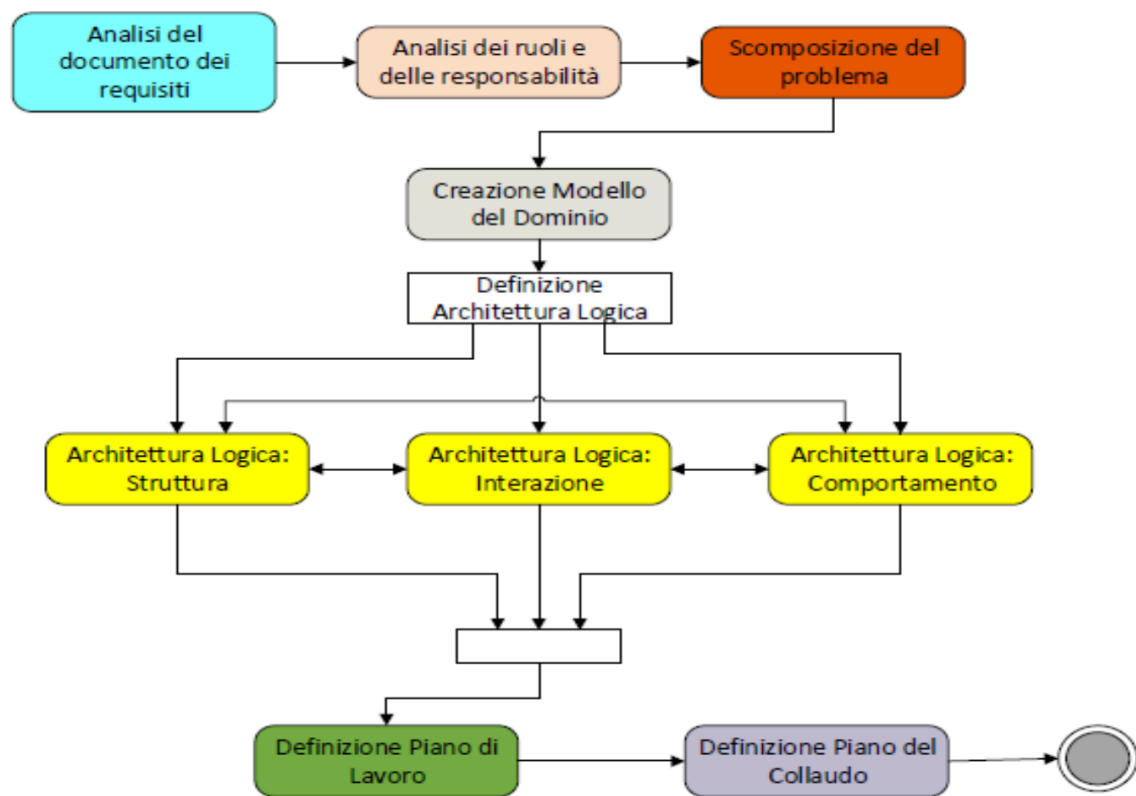 Analisi del
documento dei
requisiti
Analisi dei ruoli e
delle responsabilità
Scomposizione del
problema
Creazione Modello
del Dominio
Definizione
Architettura Logica
Architettura Logica:
Struttura
Architettura Logica:
Interazione
Architettura Logica:
Comportamento
Definizione Piano di
Lavoro
Definizione Piano del
Collaudo